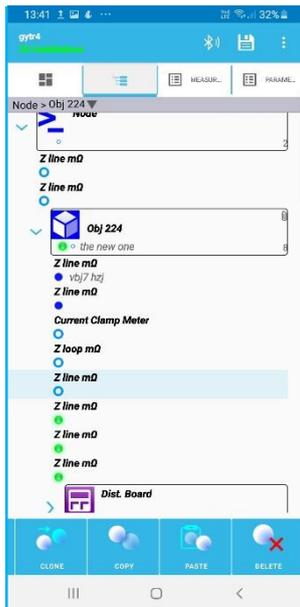 13:41 32%
gytr4
MEASUR... PARAME...
Node > Obj 224
Node
2
Z line mΩ
Z line mΩ
Obj 224
the new one
8
Z line mΩ
vbj7 hzj
Z line mΩ
Current Clamp Meter
Z loop mΩ
Z line mΩ
Z line mΩ
Z line mΩ
Z line mΩ
Dist. Board
CLONE COPY PASTE DELETE